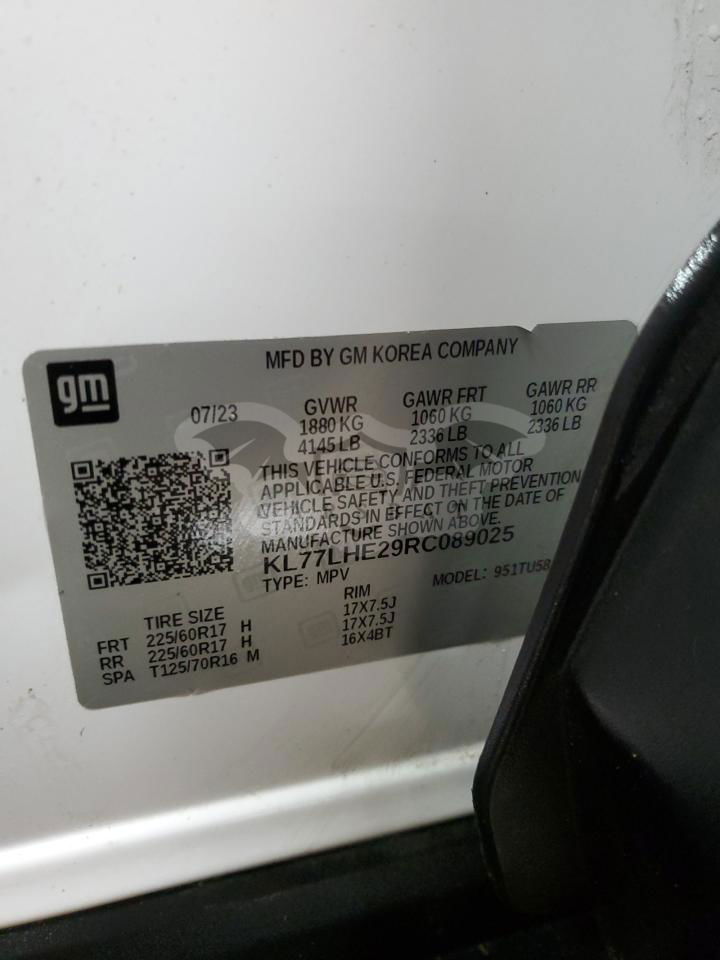 MFD BY GM KOREA COMPANY
gm
07/23
GVWR
1880 KG
4145 LB
GAWR FRT
1060 KG
2336 LB
GAWR RR
1060 KG
2336 LB
THIS VEHICLE CONFORMS TO ALL
APPLICABLE U.S. FEDERAL MOTOR
VEHICLE SAFETY AND THEFT PREVENTION
STANDARDS IN EFFECT ON THE DATE OF
MANUFACTURE SHOWN ABOVE.
KL77LHE29RC089025
TYPE: MPV
MODEL: 951TU58
TIRE SIZE
RIM
FRT 225/60R17 H 17X7.5J
RR 225/60R17 H 17X7.5J
SPA T125/70R16 M 16X4BT